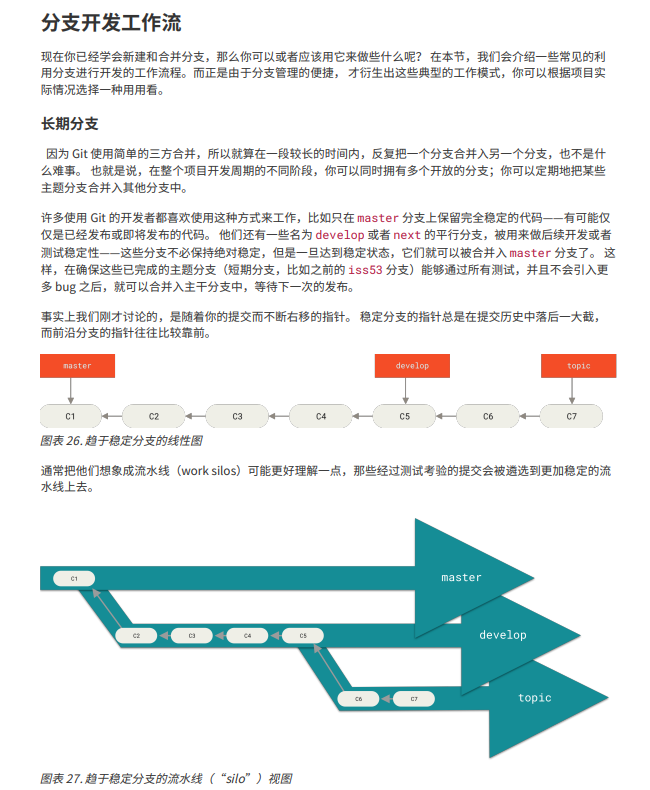 分支开发工作流
现在你已经学会新建和合并分支，那么你可以或者应该用它来做些什么呢？ 在本节，我们会介绍一些常见的利
用分支进行开发的工作流程。而正是由于分支管理的便捷， 才衍生出这些典型的工作模式，你可以根据项目实
际情况选择一种用用看。
长期分支
因为 Git 使用简单的三方合并，所以就算在一段较长的时间内，反复把一个分支合并入另一个分支，也不是什
么难事。 也就是说，在整个项目开发周期的不同阶段，你可以同时拥有多个开放的分支；你可以定期地把某些
主题分支合并入其他分支中。
许多使用 Git 的开发者都喜欢使用这种方式来工作，比如只在 master 分支上保留完全稳定的代码——有可能仅
仅是已经发布或即将发布的代码。 他们还有一些名为 develop 或者 next 的平行分支，被用来做后续开发或者
测试稳定性——这些分支不必保持绝对稳定，但是一旦达到稳定状态，它们就可以被合并入 master 分支了。 这
样，在确保这些已完成的主题分支（短期分支，比如之前的 iss53 分支）能够通过所有测试，并且不会引入更
多 bug 之后，就可以合并入主干分支中，等待下一次的发布。
事实上我们刚才讨论的，是随着你的提交而不断右移的指针。 稳定分支的指针总是在提交历史中落后一大截，
而前沿分支的指针往往比较靠前。
master develop topic
C1 C2 C3 C4 C5 C6 C7
图表 26. 趋于稳定分支的线性图
通常把他们想象成流水线（work silos）可能更好理解一点，那些经过测试考验的提交会被遴选到更加稳定的流
水线上去。
C1 master
C2 C3 C4 C5 develop
C6 C7 topic
图表 27. 趋于稳定分支的流水线（“silo”）视图